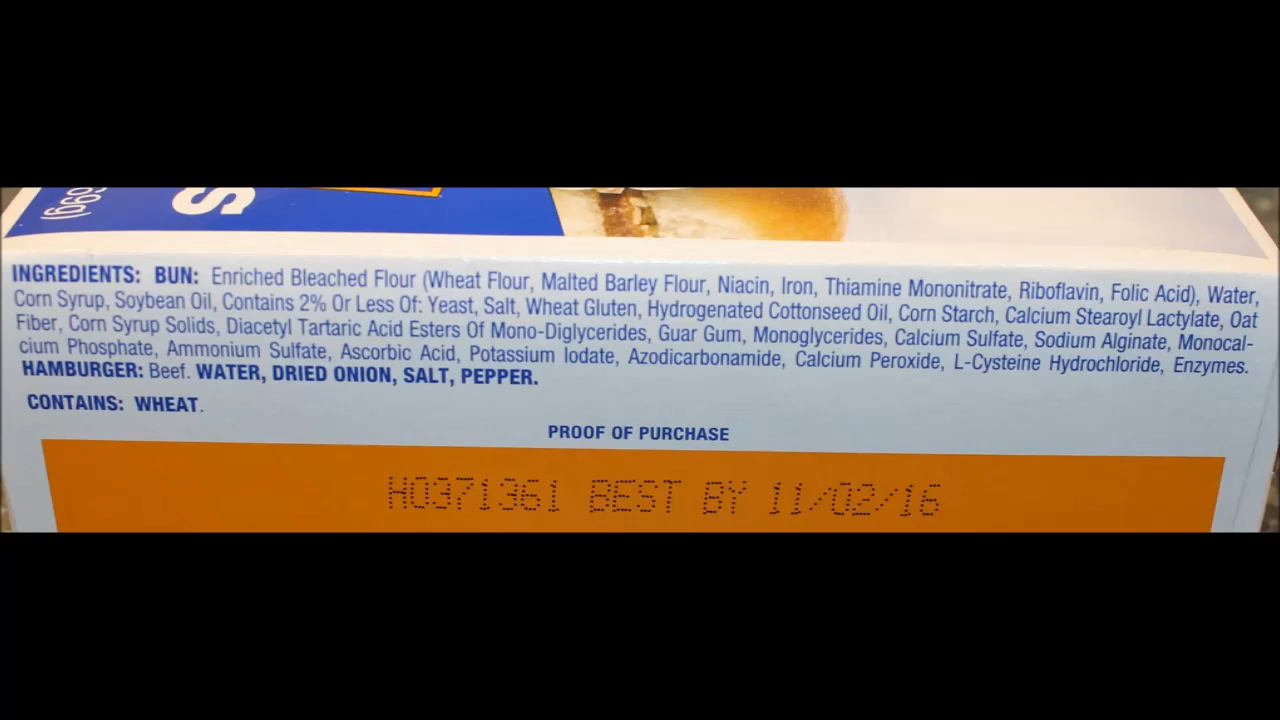 69g)
S
INGREDIENTS: BUN: Enriched Bleached Flour (Wheat Flour, Malted Barley Flour, Niacin, Iron, Thiamine Mononitrate, Riboflavin, Folic Acid), Water,
Corn Syrup, Soybean Oil, Contains 2% Or Less Of: Yeast, Salt, Wheat Gluten, Hydrogenated Cottonseed Oil, Corn Starch, Calcium Stearoyl Lactylate, Oat
Fiber, Corn Syrup Solids, Diacetyl Tartaric Acid Esters Of Mono-Diglycerides, Guar Gum, Monoglycerides, Calcium Sulfate, Sodium Alginate, Monocal-
cium Phosphate, Ammonium Sulfate, Ascorbic Acid, Potassium Iodate, Azodicarbonamide, Calcium Peroxide, L-Cysteine Hydrochloride, Enzymes.
HAMBURGER: Beef. WATER, DRIED ONION, SALT, PEPPER.
CONTAINS: WHEAT.
PROOF OF PURCHASE
H0371361 BEST BY 11/02/16